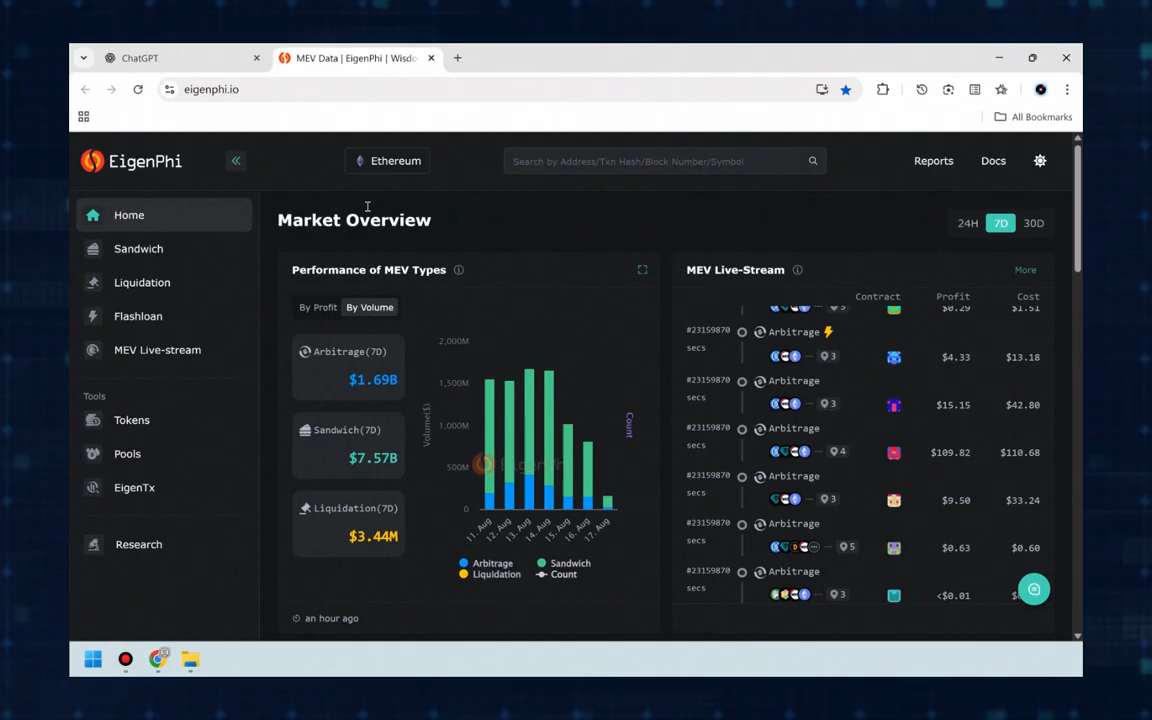 ChatGPT
MEV Data | EigenPhi | Wisdo
eigenphi.io
All Bookmarks
EigenPhi
Ethereum
Search by Address/Txn Hash/Block Number/Symbol
Reports
Docs
Home
Sandwich
Liquidation
Flashloan
MEV Live-stream
Tools
Tokens
Pools
EigenTx
Research
Market Overview
24H
7D
30D
Performance of MEV Types
By Profit
By Volume
Arbitrage(7D)
$1.69B
Sandwich(7D)
$7.57B
Liquidation(7D)
$3.44M
2,000M
1,500M
1,000M
500M
0
Volume($)
Count
EigenPhi
11. Aug
12. Aug
13. Aug
14. Aug
15. Aug
16. Aug
17. Aug
Arbitrage
Sandwich
Liquidation
Count
an hour ago
MEV Live-Stream
More
Contract Profit Cost
$0.29 $1.51
#23159870 Arbitrage
secs
3 $4.33 $13.18
#23159870 Arbitrage
secs
3 $15.15 $42.80
#23159870 Arbitrage
secs
4 $109.82 $110.68
#23159870 Arbitrage
secs
3 $9.50 $33.24
#23159870 Arbitrage
secs
5 $0.63 $0.60
#23159870 Arbitrage
secs
3 <$0.01